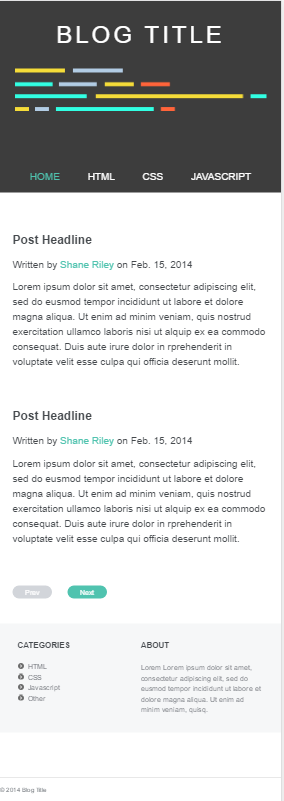 BLOG TITLE
HOME HTML CSS JAVASCRIPT
Post Headline
Written by Shane Riley on Feb. 15, 2014
Lorem ipsum dolor sit amet, consectetur adipiscing elit,
sed do eusmod tempor incididunt ut labore et dolore
magna aliqua. Ut enim ad minim veniam, quis nostrud
exercitation ullamco laboris nisi ut alquip ex ea commodo
consequat. Duis aute irure dolor in rprehenderit in
voluptate velit esse culpa qui officia deserunt mollit.
Post Headline
Written by Shane Riley on Feb. 15, 2014
Lorem ipsum dolor sit amet, consectetur adipiscing elit,
sed do eusmod tempor incididunt ut labore et dolore
magna aliqua. Ut enim ad minim veniam, quis nostrud
exercitation ullamco laboris nisi ut alquip ex ea commodo
consequat. Duis aute irure dolor in rprehenderit in
voluptate velit esse culpa qui officia deserunt mollit.
Prev Next
CATEGORIES
HTML
CSS
Javascript
Other
ABOUT
Lorem Lorem ipsum dolor sit amet,
consectetur adipiscing elit, sed do
eusmod tempor incididunt ut labore et
dolore magna aliqua. Ut enim ad
minim veniam, quisq.
© 2014 Blog Title